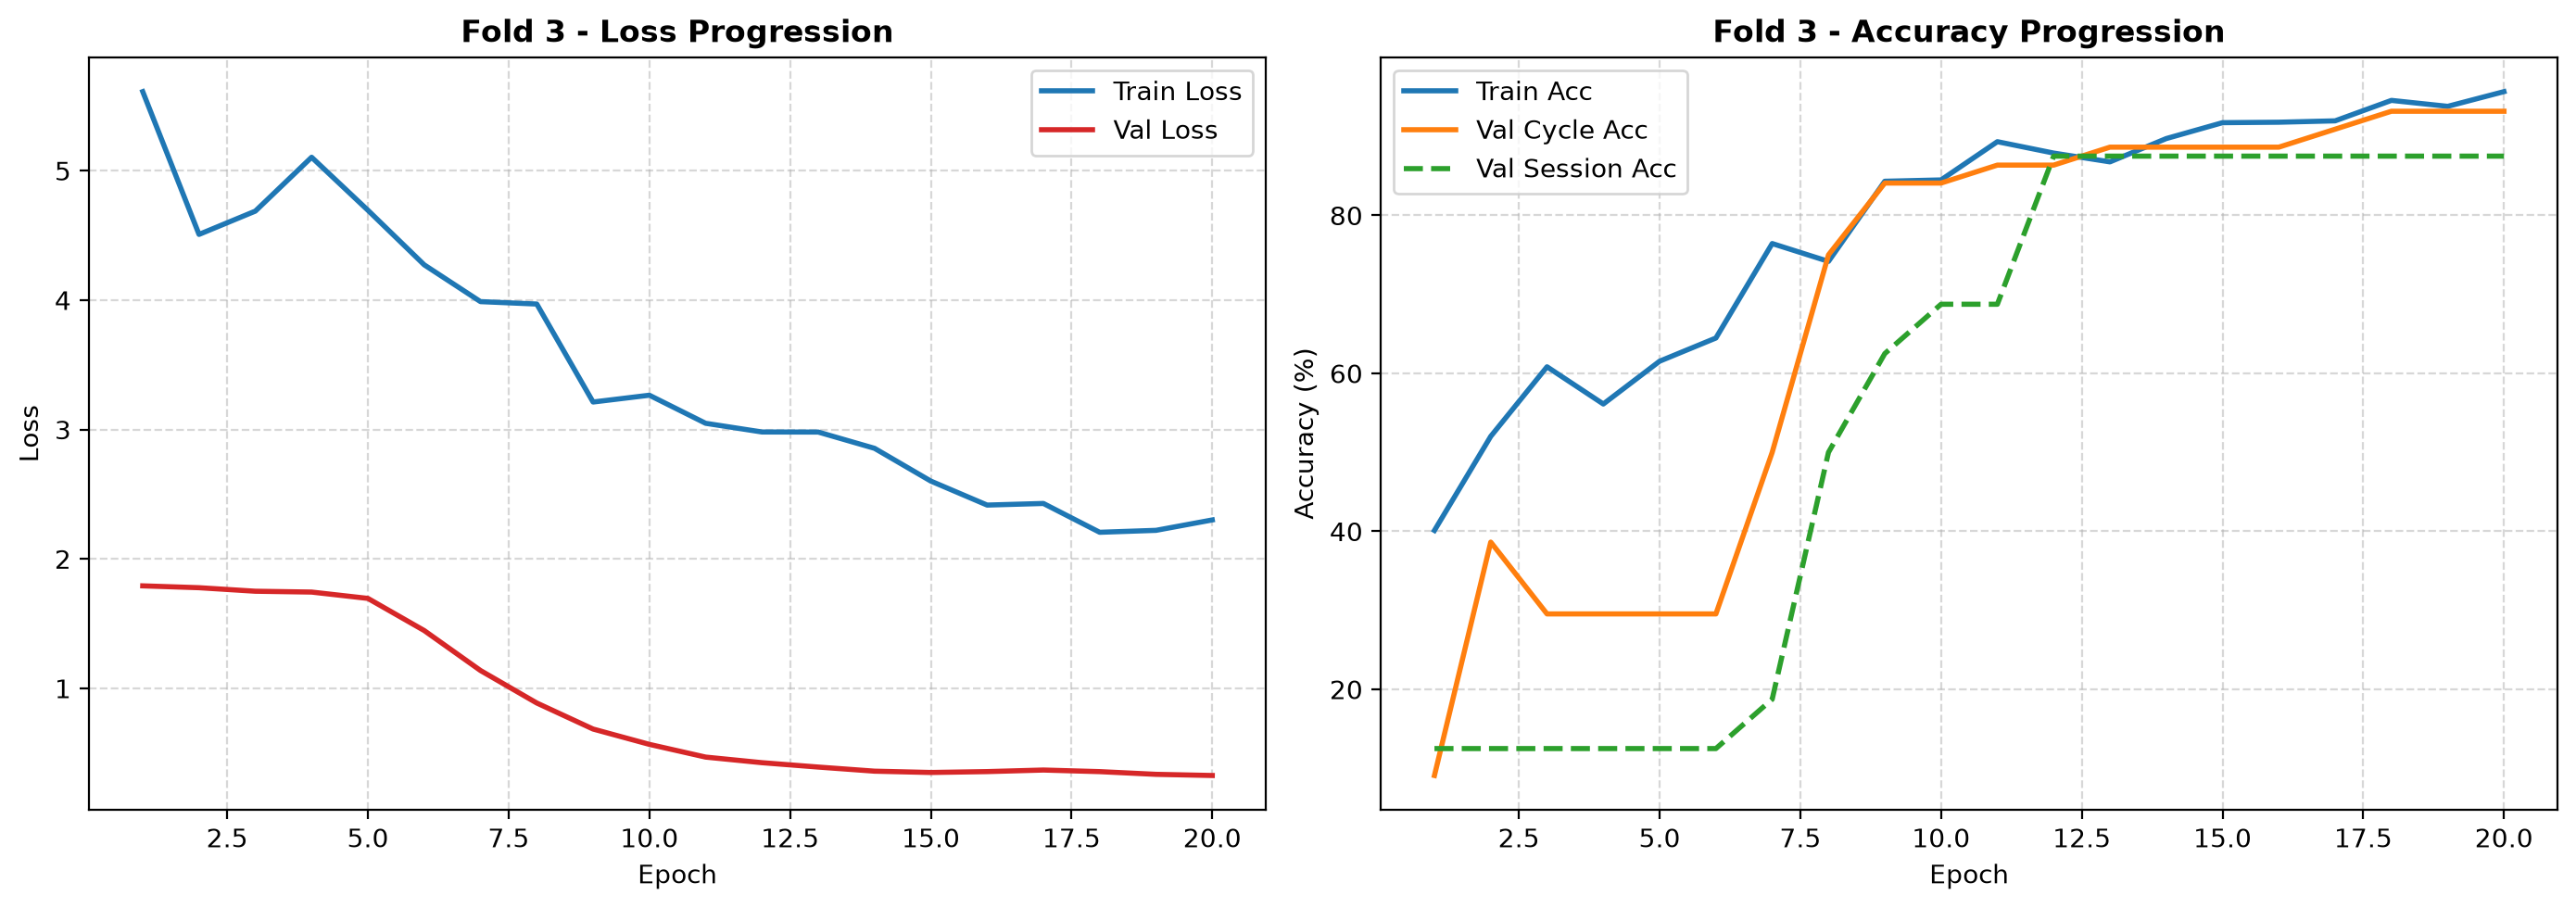 Fold 3 - Loss Progression
Train Loss
Val Loss
5
4
3
2
1
Loss
2.5 5.0 7.5 10.0 12.5 15.0 17.5 20.0
Epoch
Fold 3 - Accuracy Progression
Train Acc
Val Cycle Acc
Val Session Acc
80
60
40
20
Accuracy (%)
2.5 5.0 7.5 10.0 12.5 15.0 17.5 20.0
Epoch